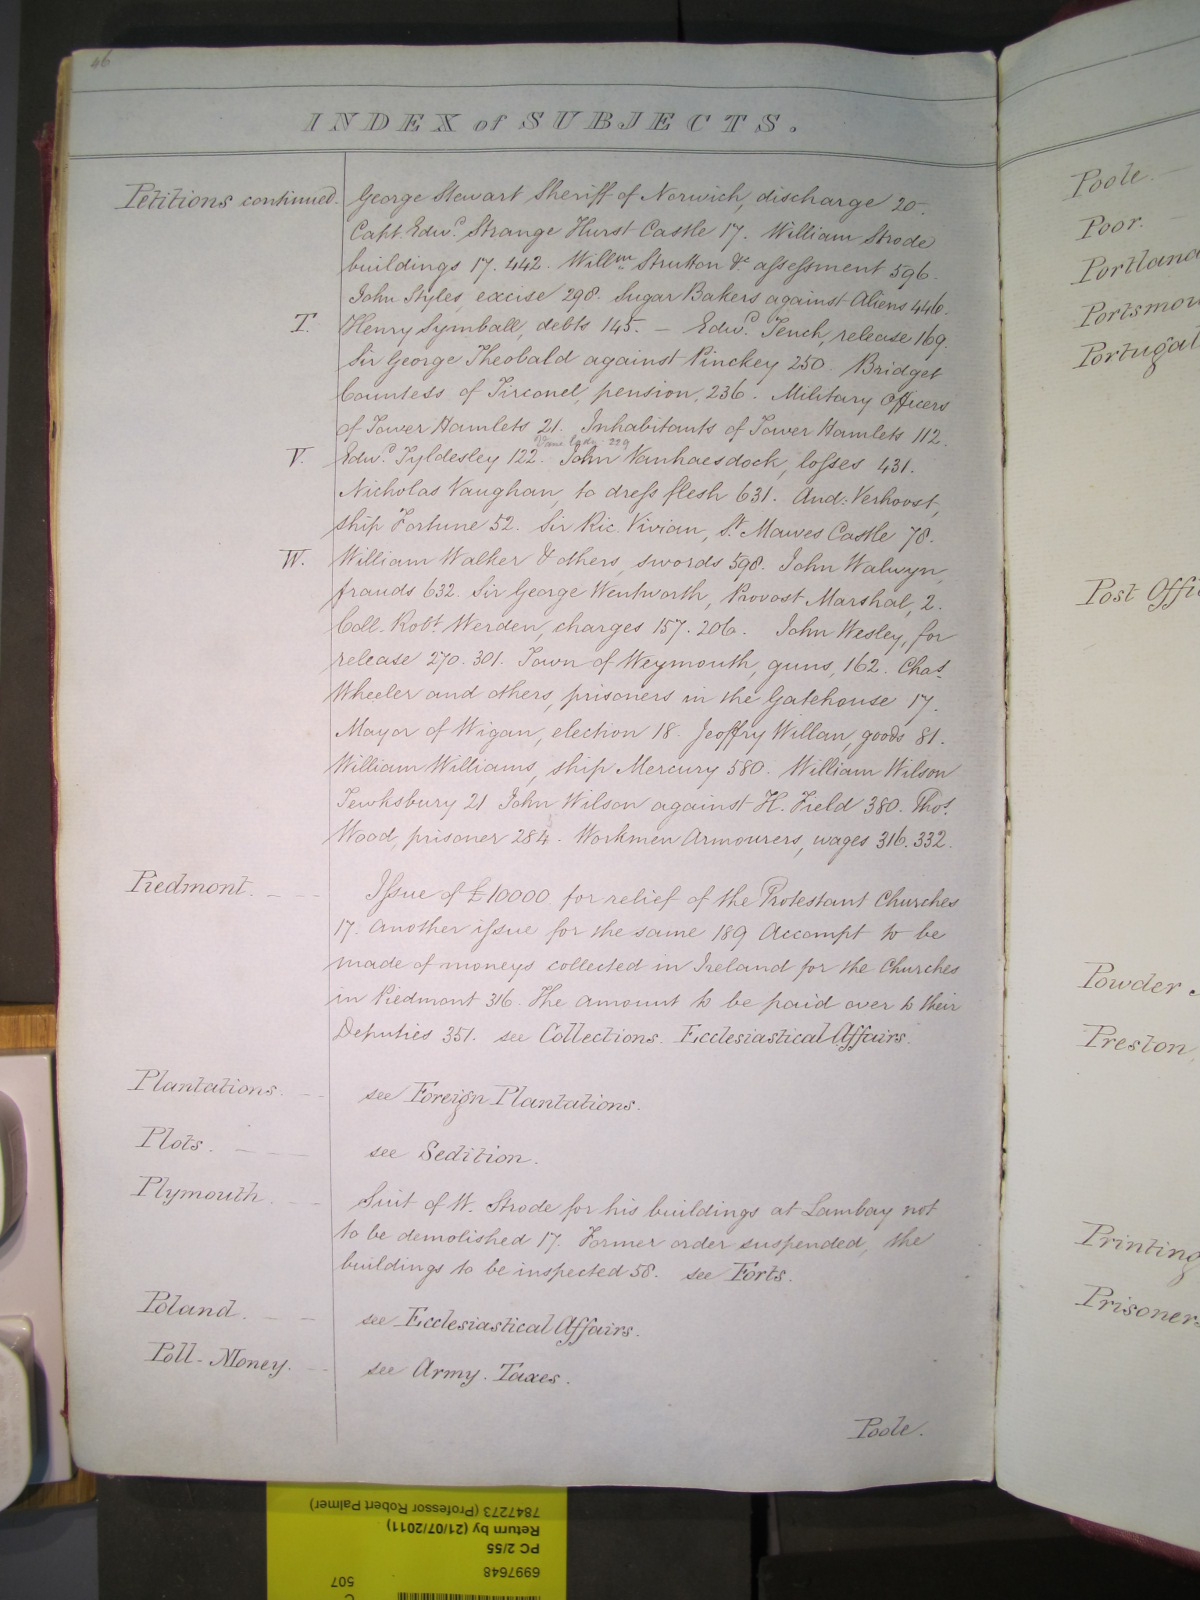 46
INDEX of SUBJECTS.
Petitions continued. George Stewart Sheriff of Norwich, discharge 20.
Capt. Edwd. Strange Hurst Castle 17. William Strode
buildings 17. 442. Willm. Strutton &c assessment 596.
John Styles, excise 298. Sugar Bakers against Aliens 446.
T. Henry Symball, debts 145. — Edwd. Tench, release 169.
Sir George Theobald against Pinckey 250. Bridget
Countess of Tirconel, pension, 236. Military Officers
of Tower Hamlets 21. Inhabitants of Tower Hamlets 112.
Vane lady 229
V. Edwd. Tyldesley 122. John Vanhaesdock, losses 431.
Nicholas Vaughan, to dress flesh 631. And: Verhoost,
ship Fortune 52. Sir Ric. Vivian, St. Mawes Castle 78.
W. William Walker & others, swords 598. John Walwyn,
frauds 632. Sir George Wentworth, Provost Marshal, 2.
Coll. Robt. Werden, charges 157. 206. John Wesley, for
release 270. 301. Town of Weymouth, guns, 162. Chas.
Wheeler and others, prisoners in the Gatehouse 17.
Mayor of Wigan, election 18. Jeoffry Willan, goods 81.
William Williams, ship Mercury 580. William Wilson
Tewksbury 21 John Wilson against H. Field 380. Thos.
Wood, prisoner 284. Workmen Armourers, wages 316. 332.
Piedmont. — — Issue of £10000 for relief of the Protestant Churches
17. Another issue for the same 189 Accompt to be
made of moneys collected in Ireland for the Churches
in Piedmont 316. The amount to be paid over to their
Deputies 351. see Collections. Ecclesiastical Affairs.
Plantations. — — see Foreign Plantations.
Plots. — — — see Sedition.
Plymouth. — — Suit of W. Strode for his buildings at Lambay not
to be demolished 17. Former order suspended, the
buildings to be inspected 58. see Forts.
Poland. — — see Ecclesiastical Affairs.
Poll-Money. — see Army. Taxes.
Poole.
Poole. —
Poor.
Portland
Portsmou
Portugal
Post Offi
Powder
Preston,
Printing
Prisoners
507
6997648
PC 2/55
Return by (21/07/2011)
7847273 (Professor Robert Palmer)